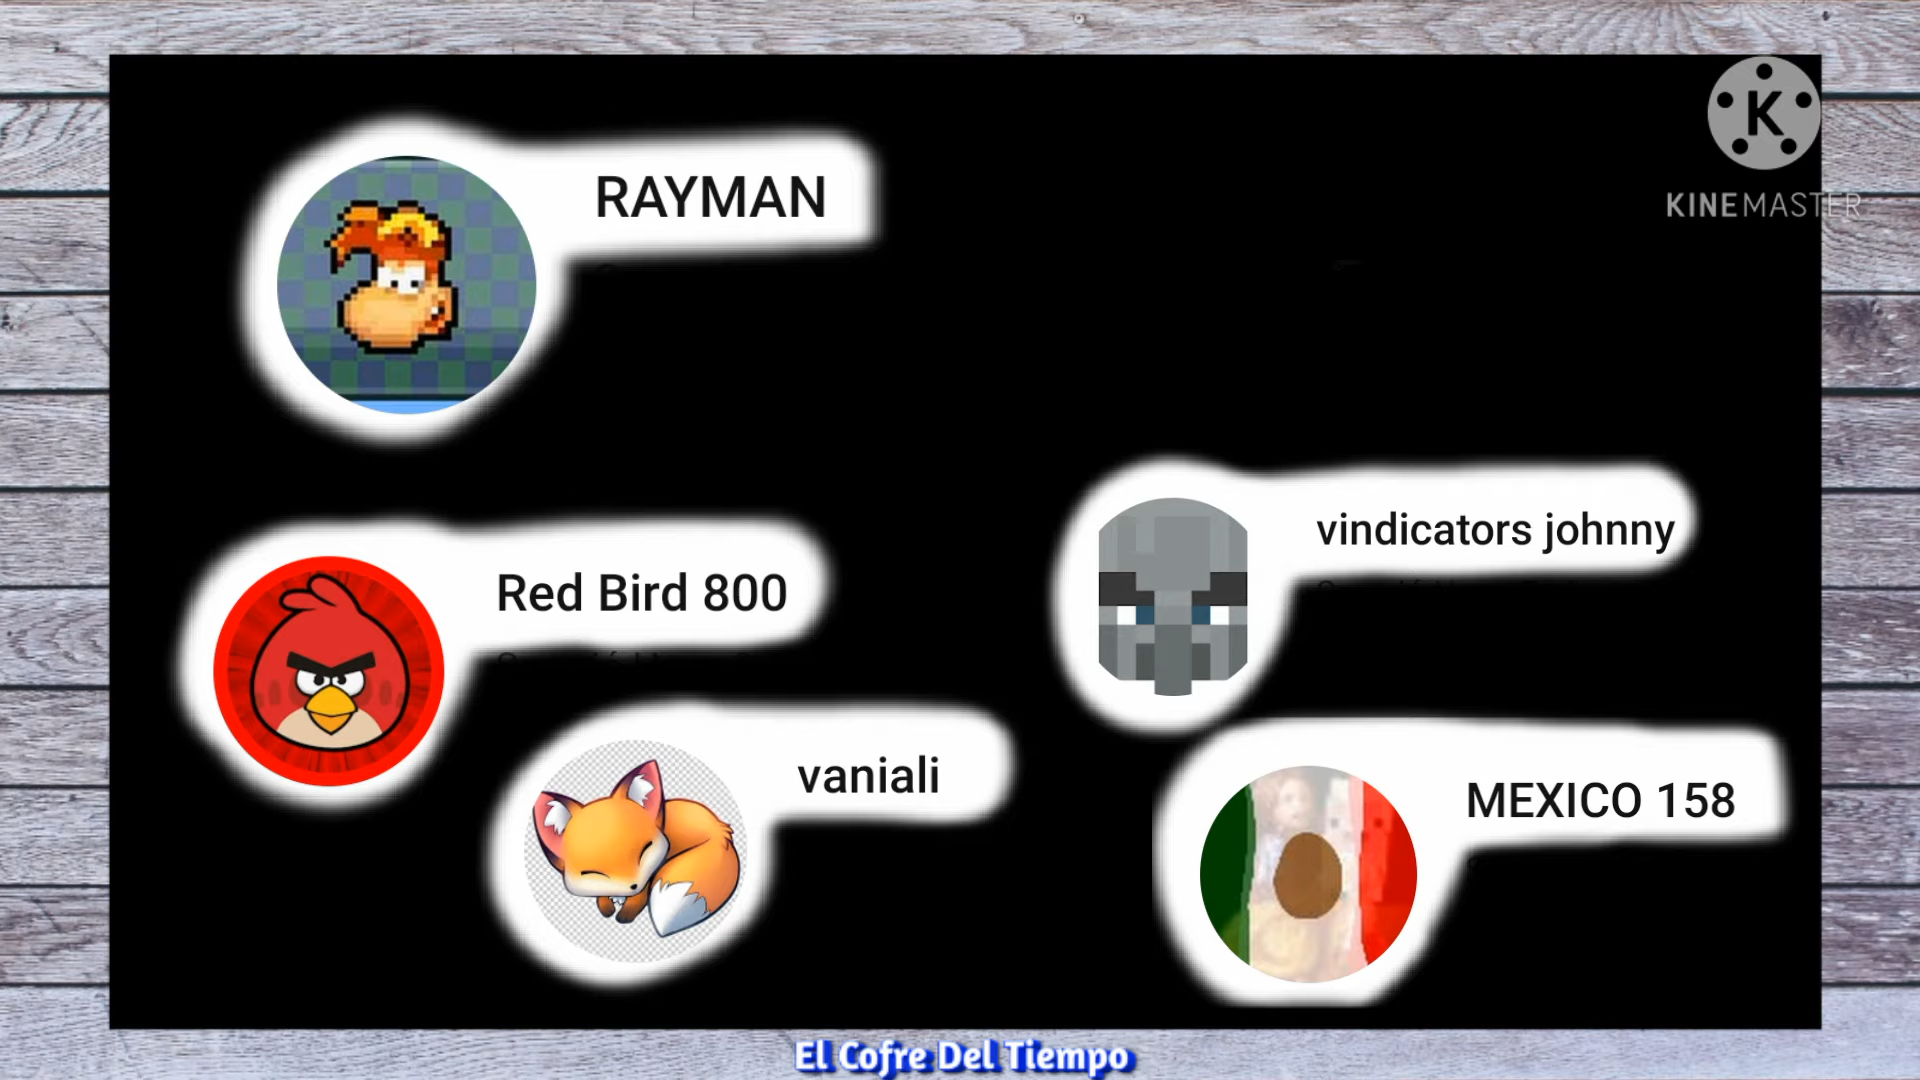 K
KINEMASTER
RAYMAN
vindicators johnny
Red Bird 800
vaniali
MEXICO 158
El Cofre Del Tiempo